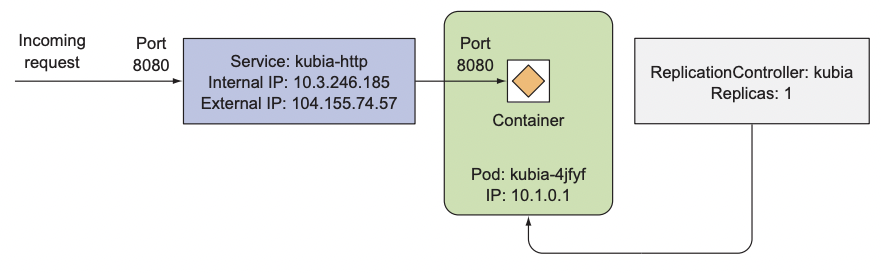 Incoming
request
Port
8080
Service: kubia-http
Internal IP: 10.3.246.185
External IP: 104.155.74.57
Port
8080
Container
Pod: kubia-4jfyf
IP: 10.1.0.1
ReplicationController: kubia
Replicas: 1